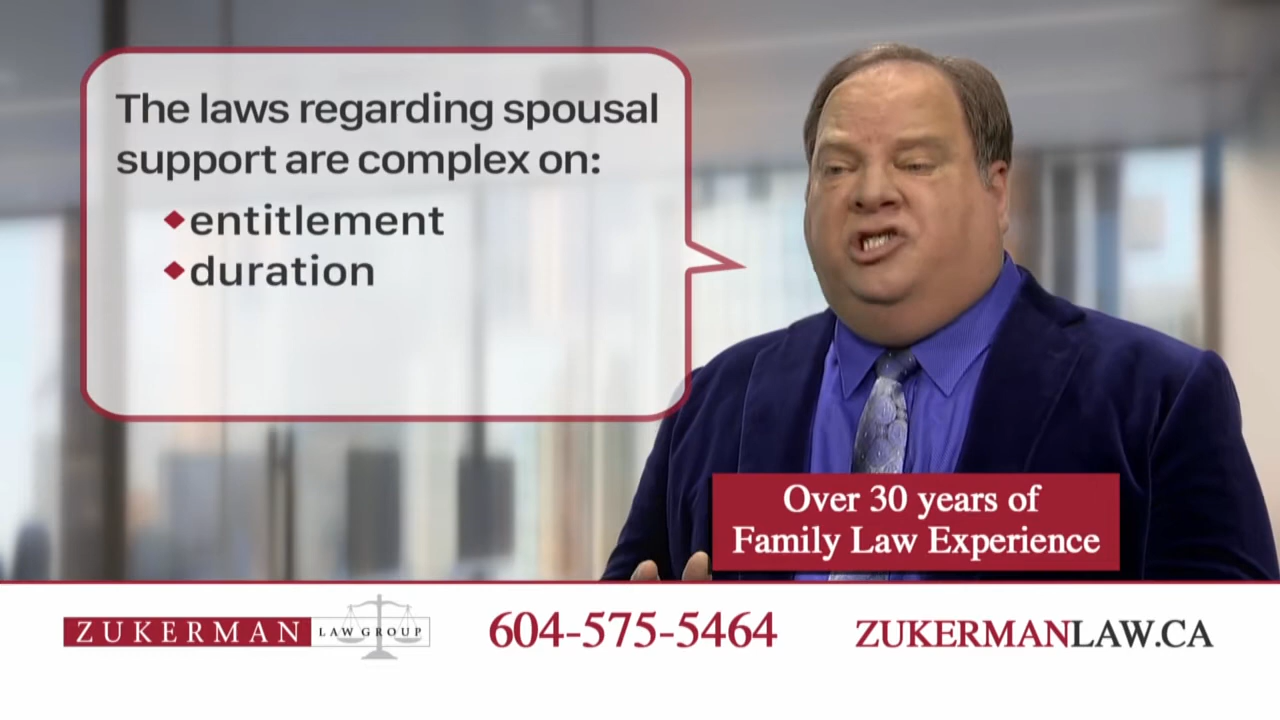 The laws regarding spousal
support are complex on:
entitlement
duration
Over 30 years of
Family Law Experience
ZUKERMAN LAW GROUP
604-575-5464
ZUKERMANLAW.CA